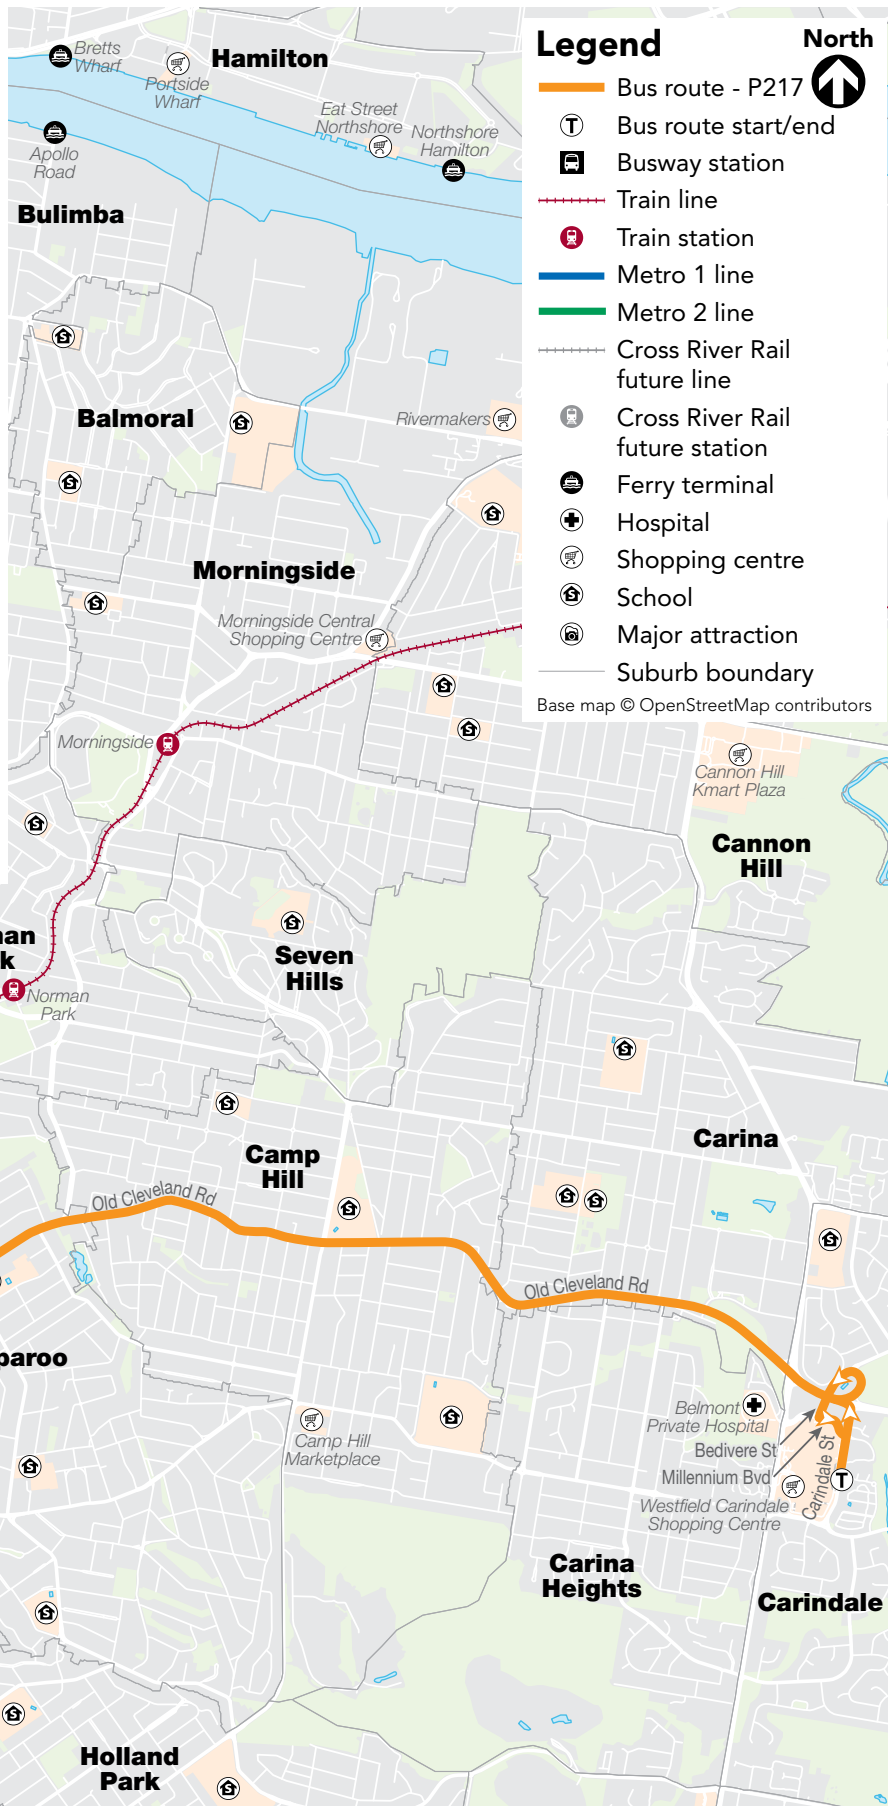 Bretts
Wharf
Portside
Wharf
Hamilton
Eat Street
Northshore
Northshore
Hamilton
Apollo
Road
Bulimba
Legend
North
Bus route - P217
T
Bus route start/end
Busway station
Train line
Train station
Metro 1 line
Metro 2 line
Cross River Rail
future line
Cross River Rail
future station
Ferry terminal
Hospital
Shopping centre
School
Major attraction
Suburb boundary
Base map © OpenStreetMap contributors
Balmoral
Rivermakers
Morningside
Morningside Central
Shopping Centre
Morningside
Cannon Hill
Kmart Plaza
Cannon
Hill
Seven
Hills
nan
k
Norman
Park
Carina
Camp
Hill
Old Cleveland Rd
Old Cleveland Rd
paroo
Belmont
Private Hospital
Bedivere St
Millennium Bvd
Carindale St
T
Westfield Carindale
Shopping Centre
Camp Hill
Marketplace
Carina
Heights
Carindale
Holland
Park